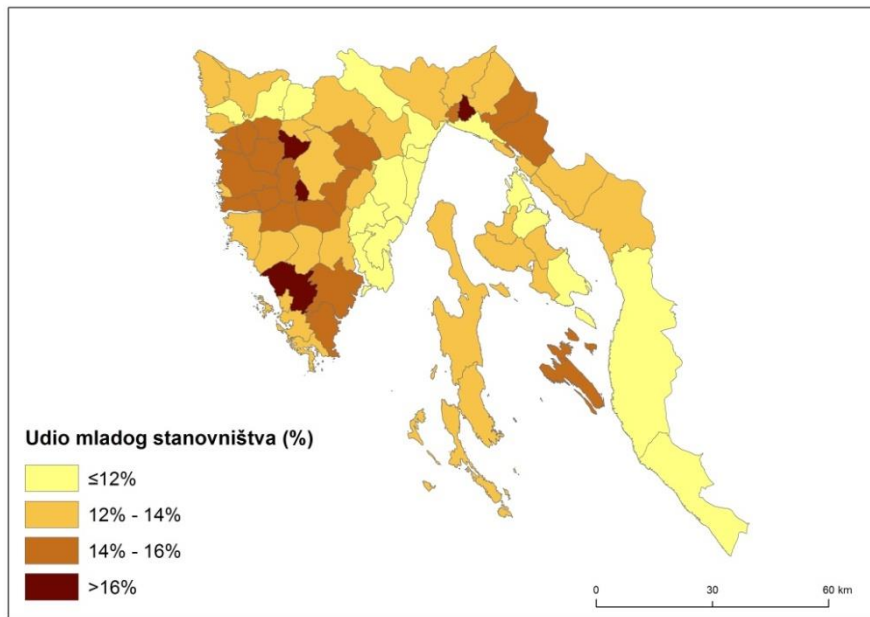 Udio mladog stanovništva (%)
≤12%
12% - 14%
14% - 16%
>16%
0 30 60 km